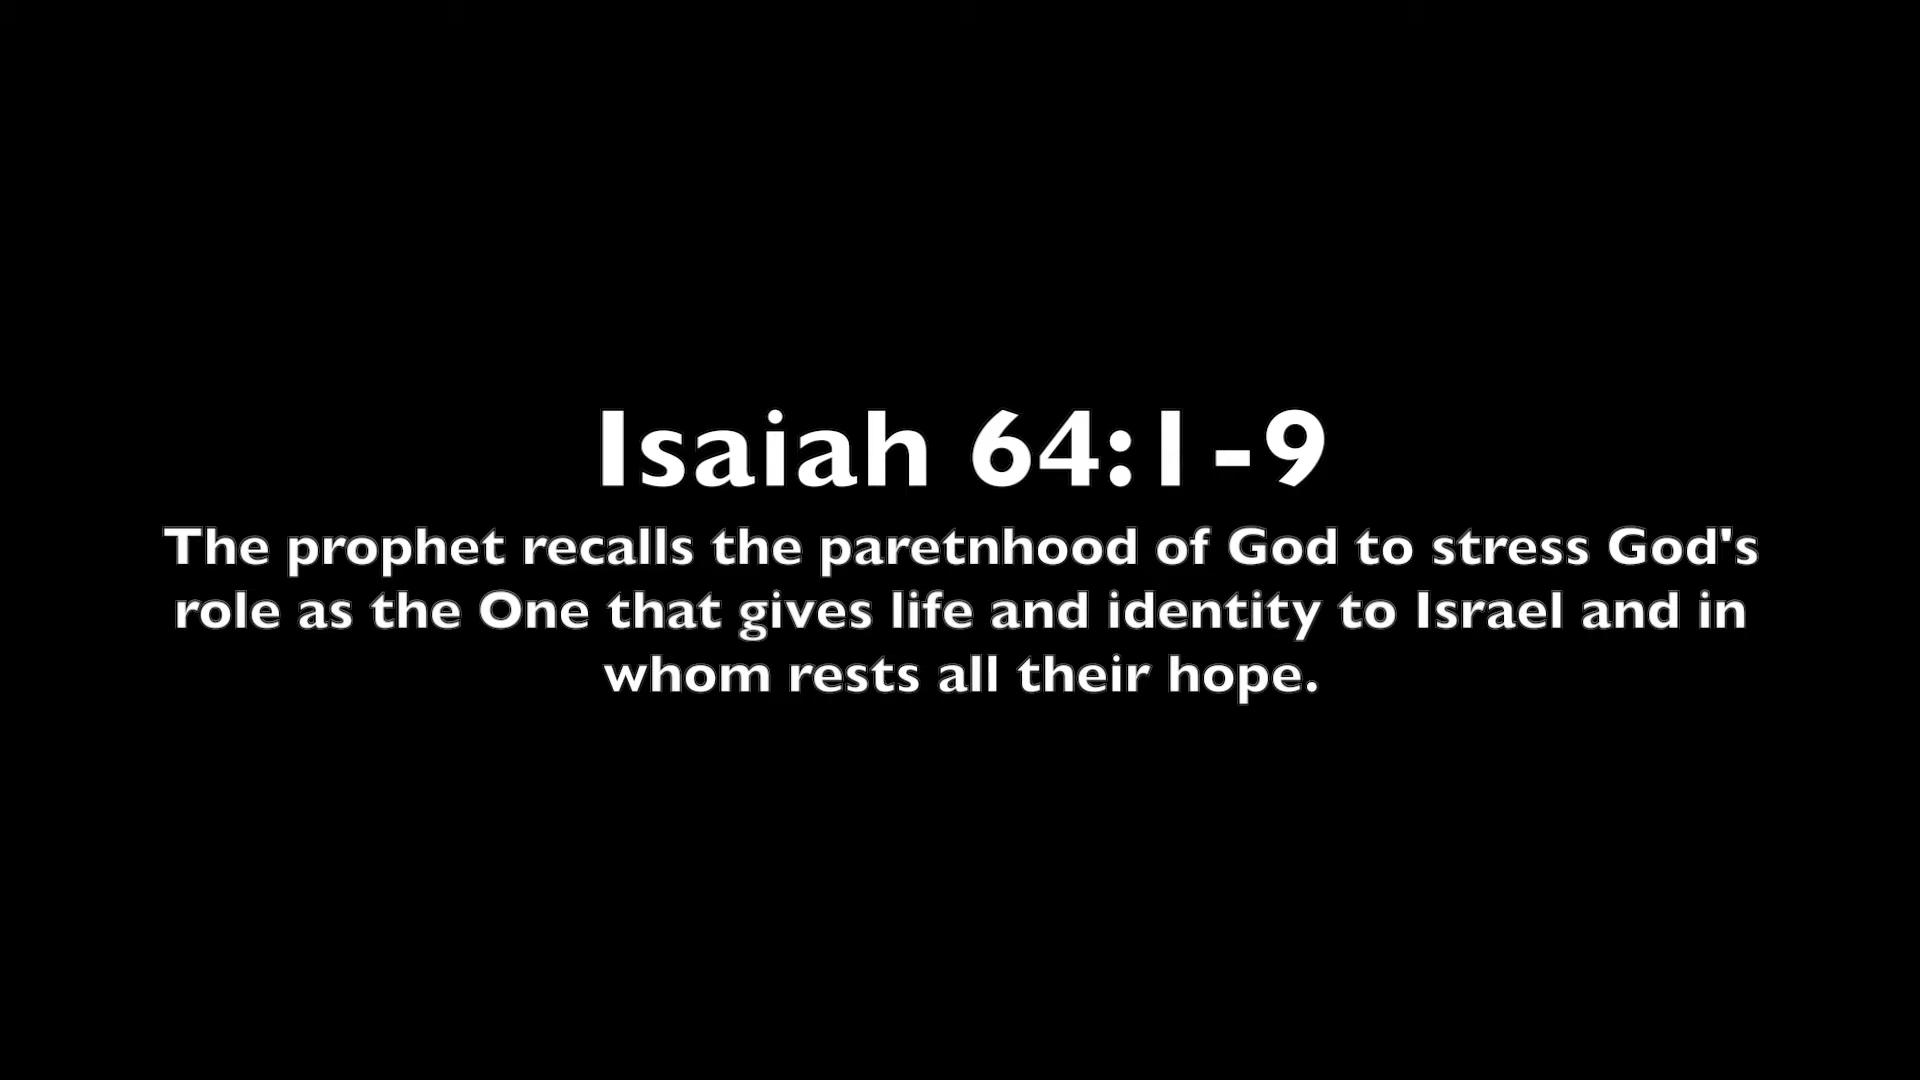 Isaiah 64:1-9
The prophet recalls the paretnhood of God to stress God's
role as the One that gives life and identity to Israel and in
whom rests all their hope.